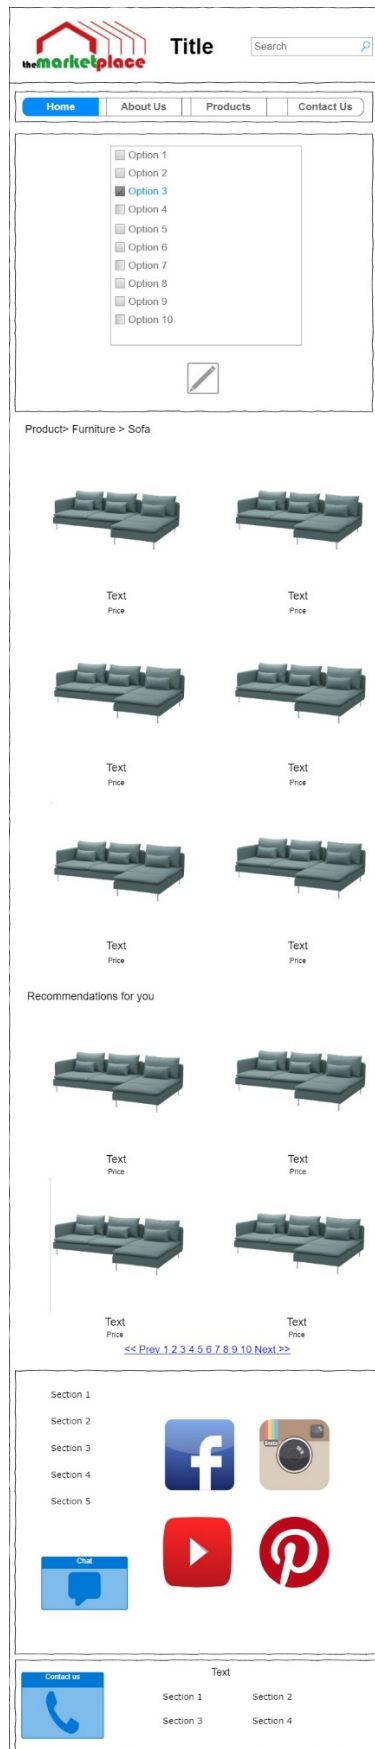 themarketplace
Title
Search
Home About Us Products Contact Us
Option 1
Option 2
Option 3
Option 4
Option 5
Option 6
Option 7
Option 8
Option 9
Option 10
Product> Furniture > Sofa
Text Text
Price Price
Text Text
Price Price
Text Text
Price Price
Recommendations for you
Text Text
Price Price
Text Text
Price Price
<< Prev 1 2 3 4 5 6 7 8 9 10 Next >>
Section 1
Section 2
Section 3
Section 4
Section 5
Insta
Chat
Contact us
Text
Section 1 Section 2
Section 3 Section 4